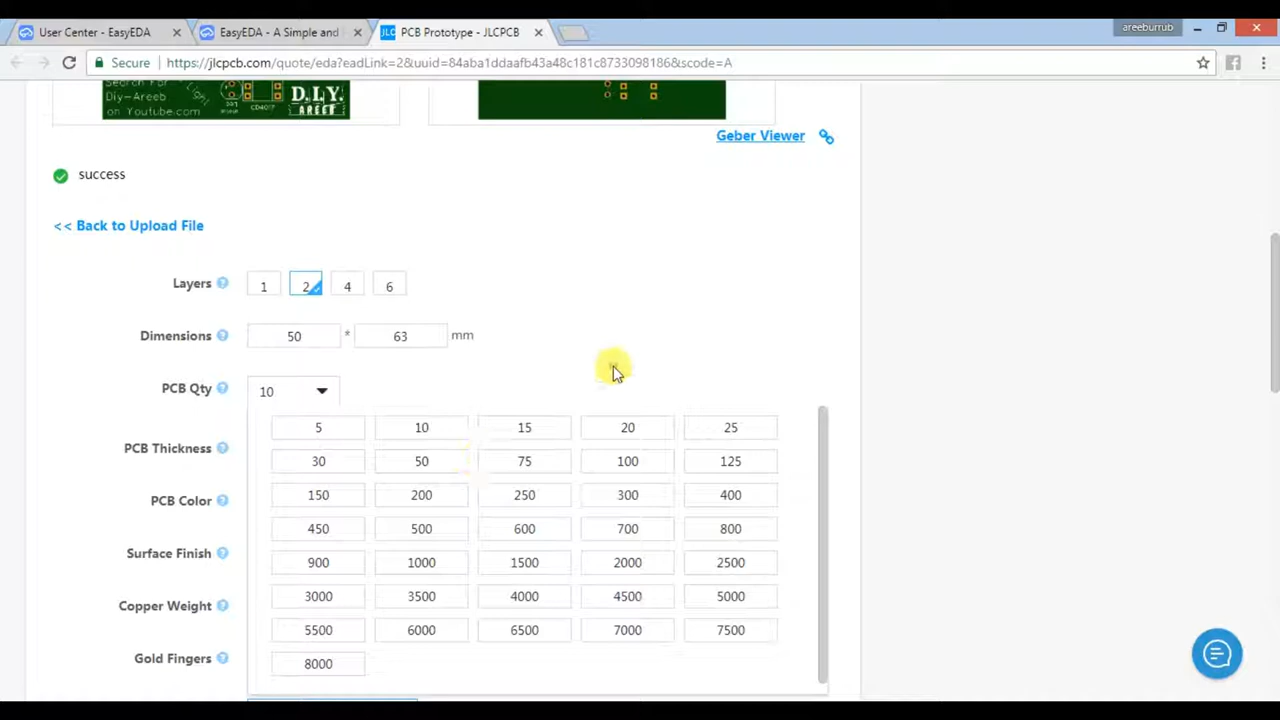 User Center - EasyEDA
EasyEDA - A Simple and
JLC PCB Prototype - JLCPCB
areeburrub
Secure https://jlcpcb.com/quote/eda?eadLink=2&uuid=84aba1ddaafb43a48c181c8733098186&scode=A
Search For
Diy-Areeb
on Youtube.com
CD4017
D.I.Y.
AREEB
Geber Viewer
success
<< Back to Upload File
Layers ? 1 2 4 6
Dimensions ? 50 * 63 mm
PCB Qty ? 10
5 10 15 20 25
PCB Thickness ?
30 50 75 100 125
PCB Color ?
150 200 250 300 400
450 500 600 700 800
Surface Finish ?
900 1000 1500 2000 2500
Copper Weight ?
3000 3500 4000 4500 5000
5500 6000 6500 7000 7500
Gold Fingers ?
8000